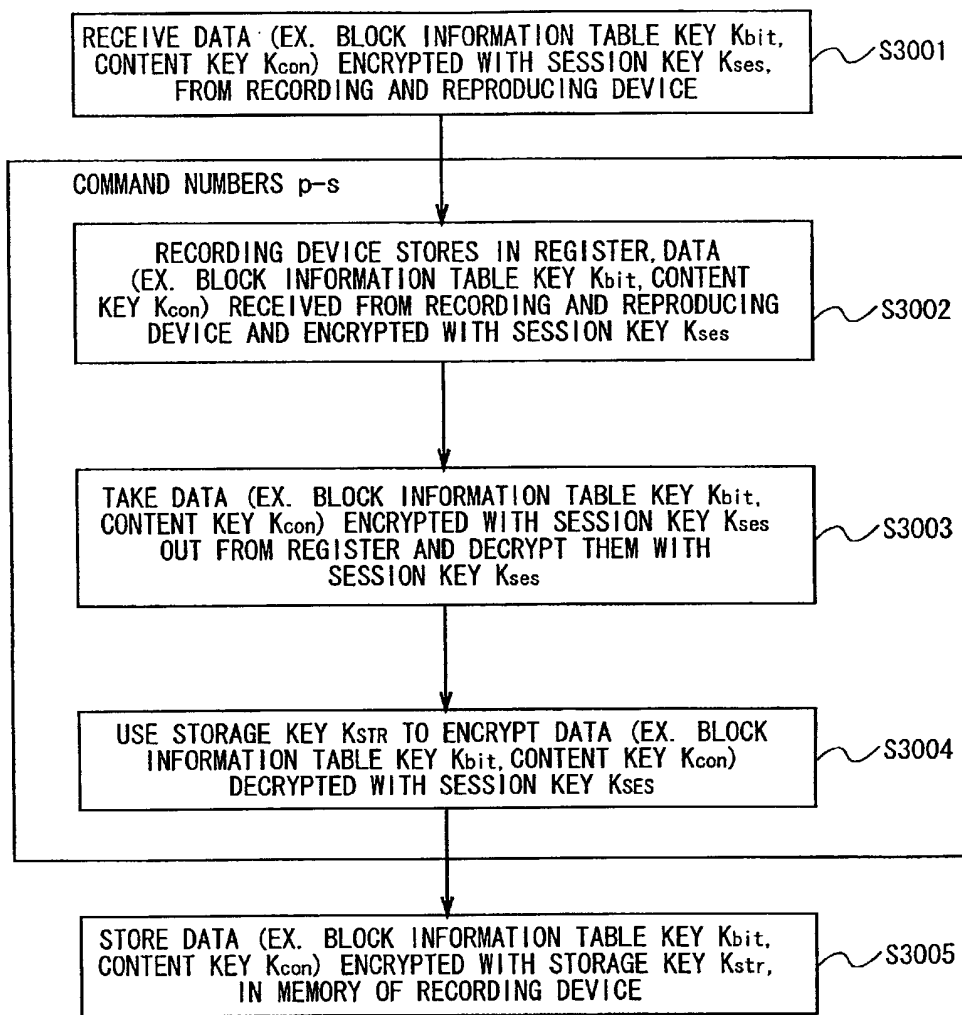 RECEIVE DATA (EX. BLOCK INFORMATION TABLE KEY Kbit,
CONTENT KEY Kcon) ENCRYPTED WITH SESSION KEY Kses,
FROM RECORDING AND REPRODUCING DEVICE
S3001
COMMAND NUMBERS p-s
RECORDING DEVICE STORES IN REGISTER, DATA
(EX. BLOCK INFORMATION TABLE KEY Kbit, CONTENT
KEY Kcon) RECEIVED FROM RECORDING AND REPRODUCING
DEVICE AND ENCRYPTED WITH SESSION KEY Kses
S3002
TAKE DATA (EX. BLOCK INFORMATION TABLE KEY Kbit,
CONTENT KEY Kcon) ENCRYPTED WITH SESSION KEY Kses
OUT FROM REGISTER AND DECRYPT THEM WITH
SESSION KEY Kses
S3003
USE STORAGE KEY KSTR TO ENCRYPT DATA (EX. BLOCK
INFORMATION TABLE KEY Kbit, CONTENT KEY Kcon)
DECRYPTED WITH SESSION KEY KSES
S3004
STORE DATA (EX. BLOCK INFORMATION TABLE KEY Kbit,
CONTENT KEY Kcon) ENCRYPTED WITH STORAGE KEY Kstr,
IN MEMORY OF RECORDING DEVICE
S3005